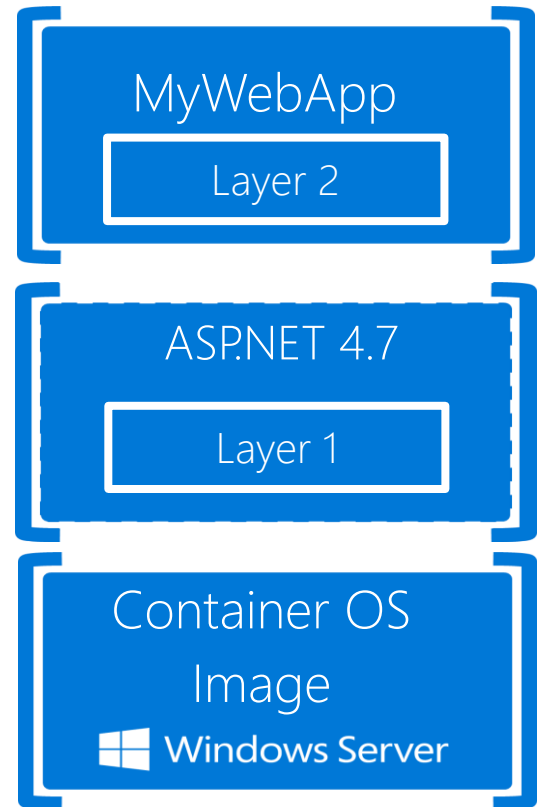 MyWebApp
Layer 2
ASP.NET 4.7
Layer 1
Container OS
Image
Windows Server